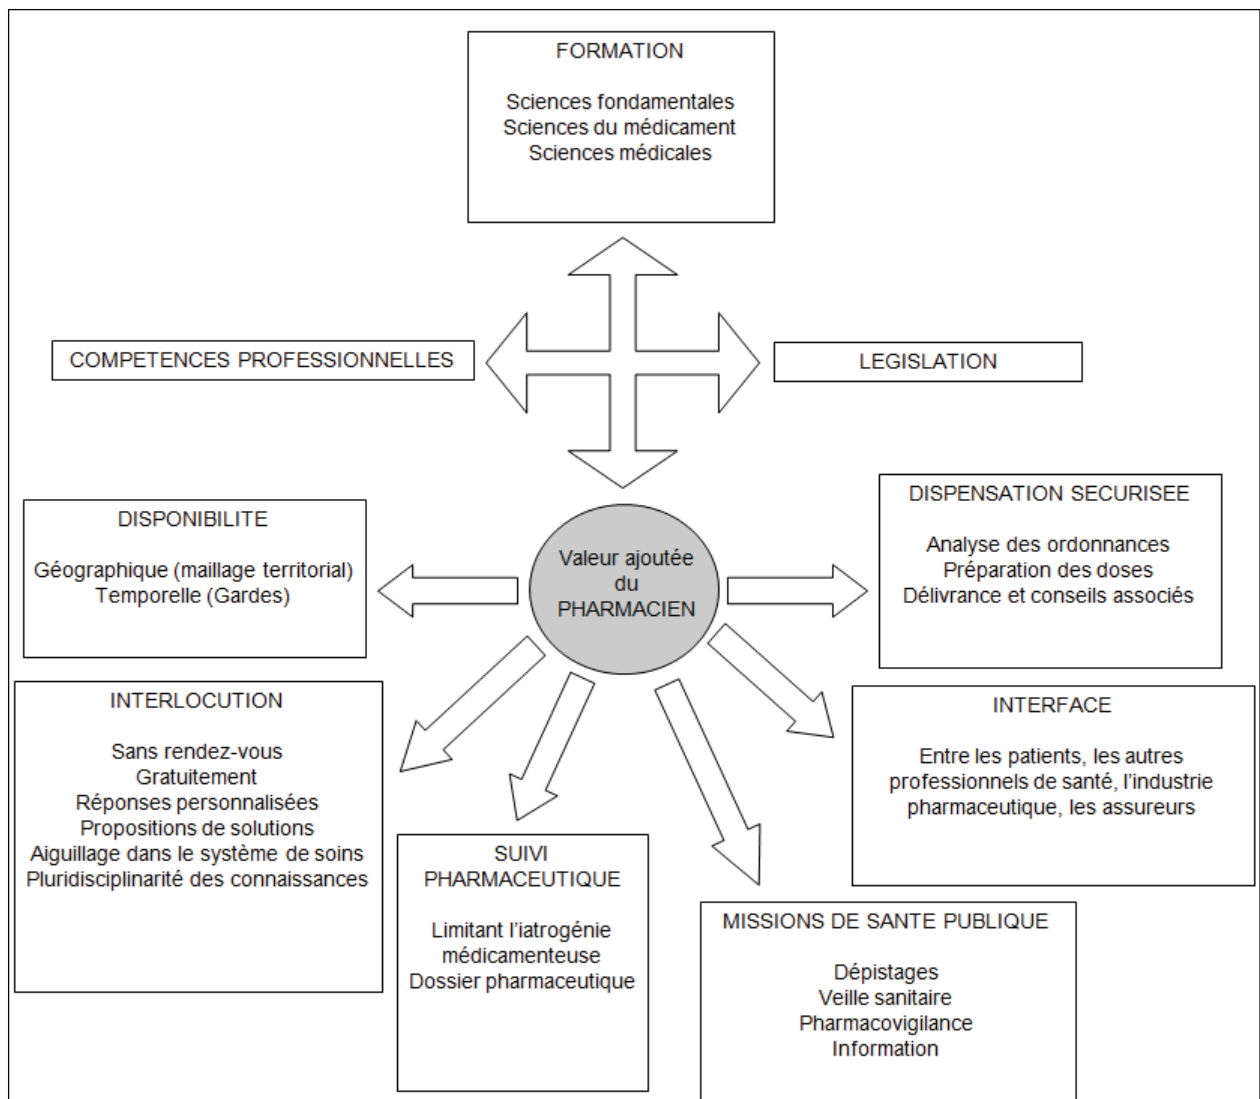 FORMATION
Sciences fondamentales
Sciences du médicament
Sciences médicales
COMPETENCES PROFESSIONNELLES
LEGISLATION
Valeur ajoutée
du
PHARMACIEN
DISPONIBILITE
Géographique (maillage territorial)
Temporelle (Gardes)
DISPENSATION SECURISEE
Analyse des ordonnances
Préparation des doses
Délivrance et conseils associés
INTERLOCUTION
Sans rendez-vous
Gratuitement
Réponses personnalisées
Propositions de solutions
Aiguillage dans le système de soins
Pluridisciplinarité des connaissances
INTERFACE
Entre les patients, les autres
professionnels de santé, l’industrie
pharmaceutique, les assureurs
SUIVI
PHARMACEUTIQUE
Limitant l’iatrogénie
médicamenteuse
Dossier pharmaceutique
MISSIONS DE SANTE PUBLIQUE
Dépistages
Veille sanitaire
Pharmacovigilance
Information